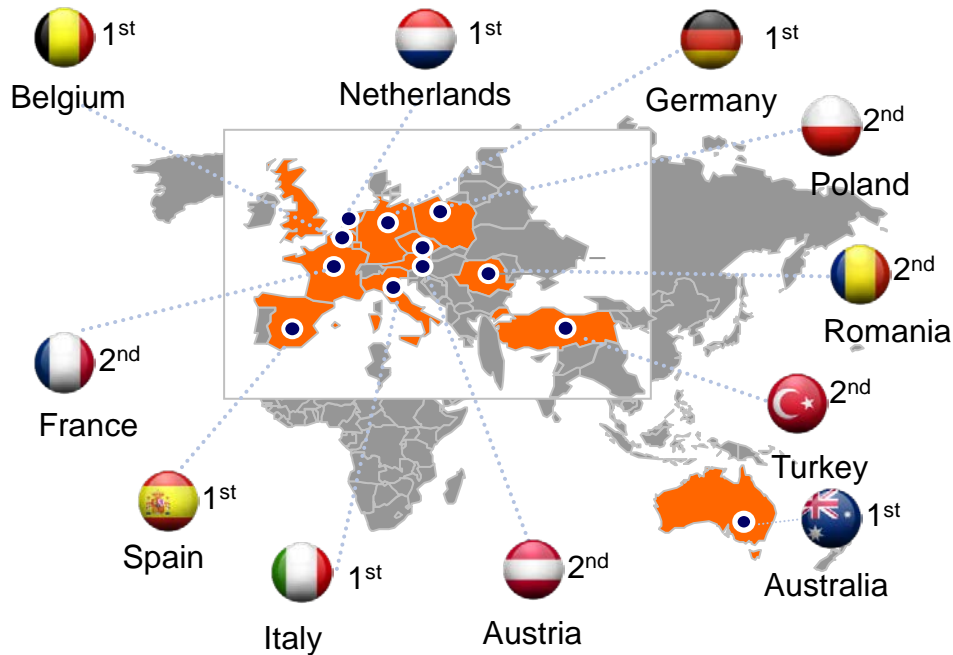 1st
Belgium
1st
Netherlands
1st
Germany
2nd
Poland
2nd
Romania
2nd
France
2nd
Turkey
1st
Spain
1st
Australia
1st
Italy
2nd
Austria